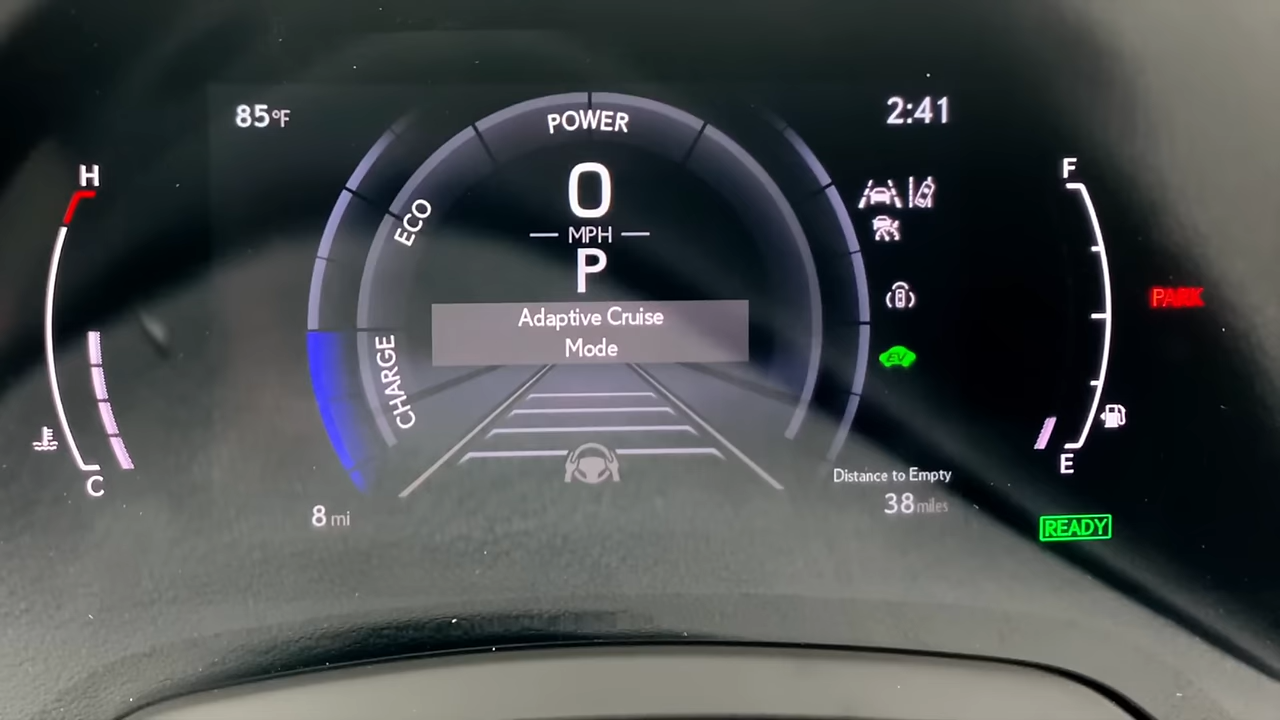 85°F
2:41
POWER
H
F
0
ECO
MPH
P
PARK
Adaptive Cruise
Mode
CHARGE
EV
C
E
Distance to Empty
8 mi
38 miles
READY